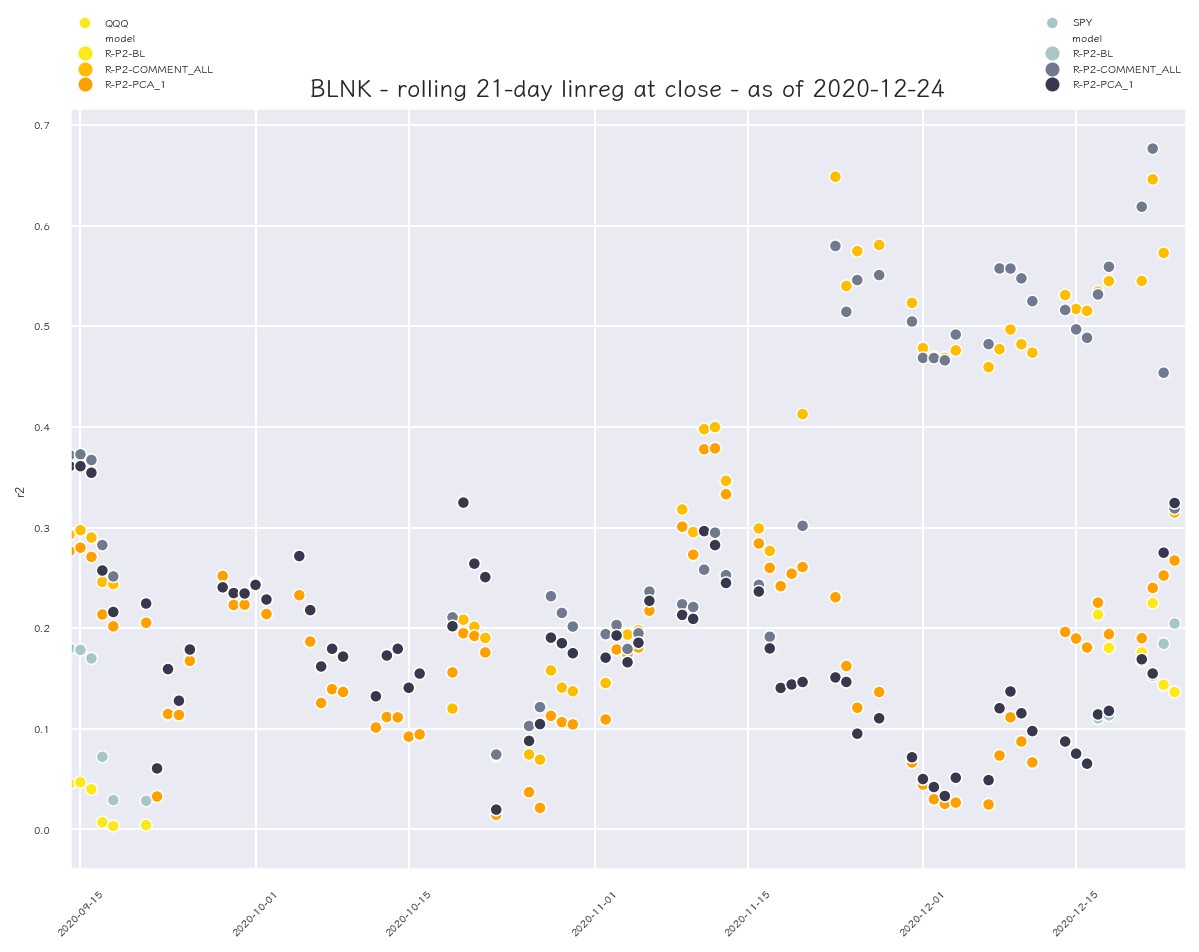 QQQ
model
R-P2-BL
R-P2-COMMENT_ALL
R-P2-PCA_1
SPY
model
R-P2-BL
R-P2-COMMENT_ALL
R-P2-PCA_1
BLNK - rolling 21-day linreg at close - as of 2020-12-24
0.7
0.6
0.5
0.4
0.3
0.2
0.1
0.0
r2
2020-09-15
2020-10-01
2020-10-15
2020-11-01
2020-11-15
2020-12-01
2020-12-15